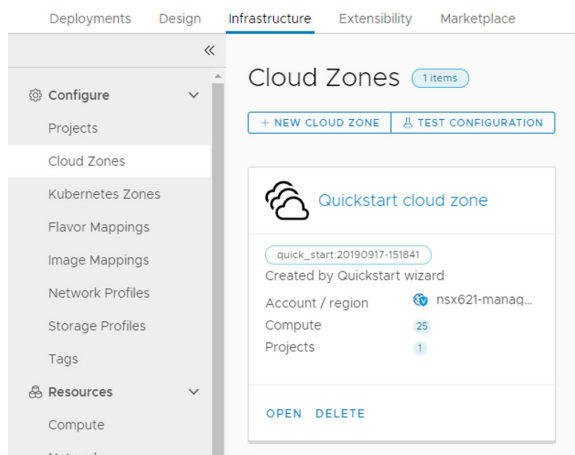 Deployments Design Infrastructure Extensibility Marketplace
Configure
Projects
Cloud Zones
Kubernetes Zones
Flavor Mappings
Image Mappings
Network Profiles
Storage Profiles
Tags
Resources
Compute
Cloud Zones 1 items
+ NEW CLOUD ZONE TEST CONFIGURATION
Quickstart cloud zone
quick_start:20190917-151841
Created by Quickstart wizard
Account / region nsx621-manag...
Compute 25
Projects 1
OPEN DELETE